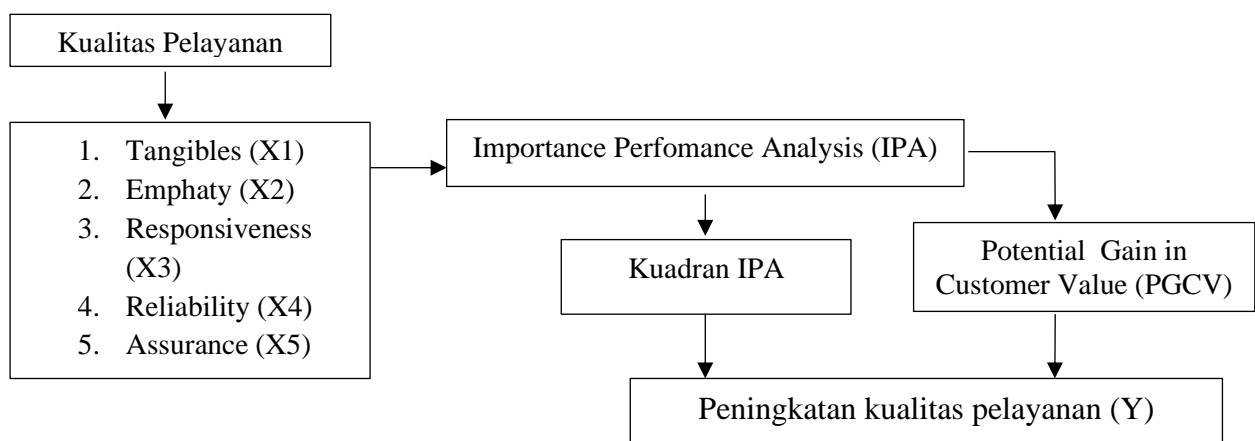 Kualitas Pelayanan
1. Tangibles (X1)
2. Emphaty (X2)
3. Responsiveness
(X3)
4. Reliability (X4)
5. Assurance (X5)
Importance Perfomance Analysis (IPA)
Kuadran IPA
Potential Gain in
Customer Value (PGCV)
Peningkatan kualitas pelayanan (Y)